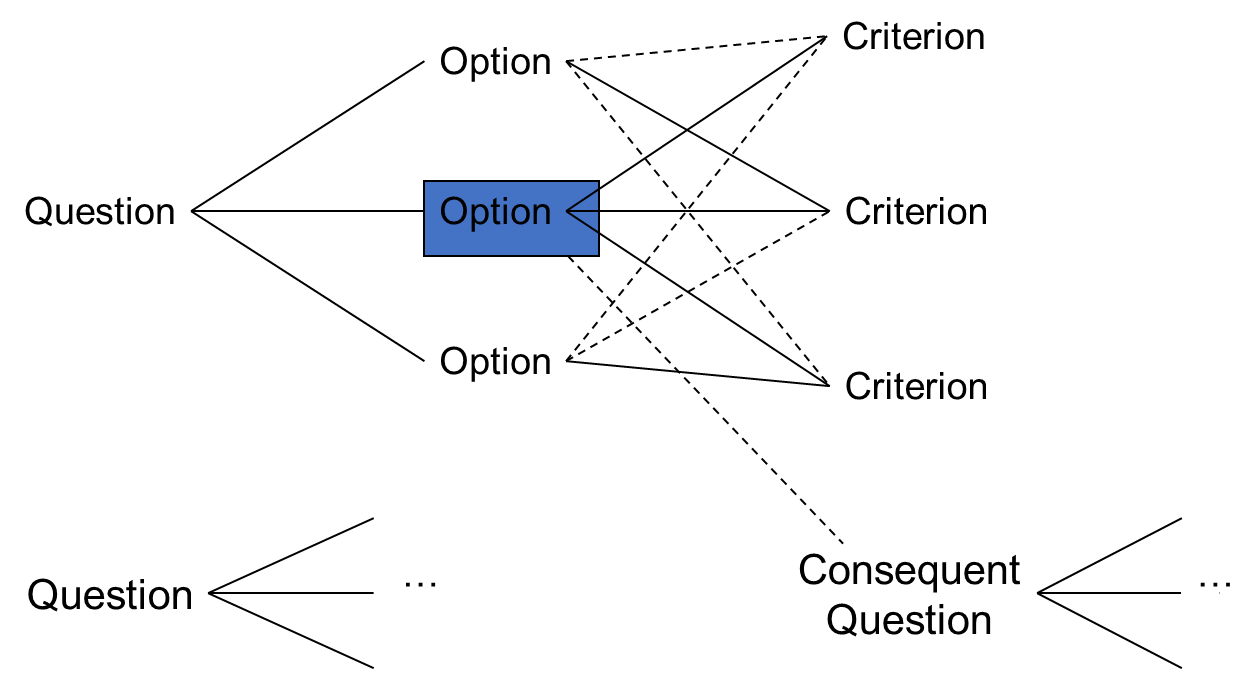 Criterion
Option
Question
Option
Criterion
Option
Criterion
Question
...
Consequent
Question
...